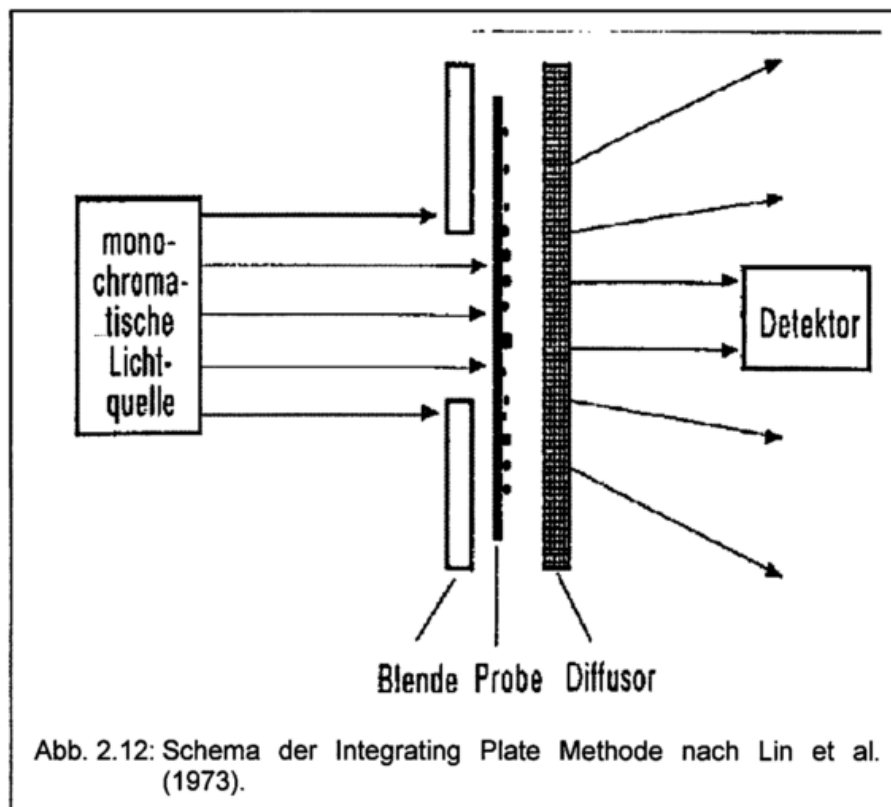 mono-
chroma-
tische
Licht-
quelle
Detektor
Blende Probe Diffusor
Abb. 2.12: Schema der Integrating Plate Methode nach Lin et al.
(1973).